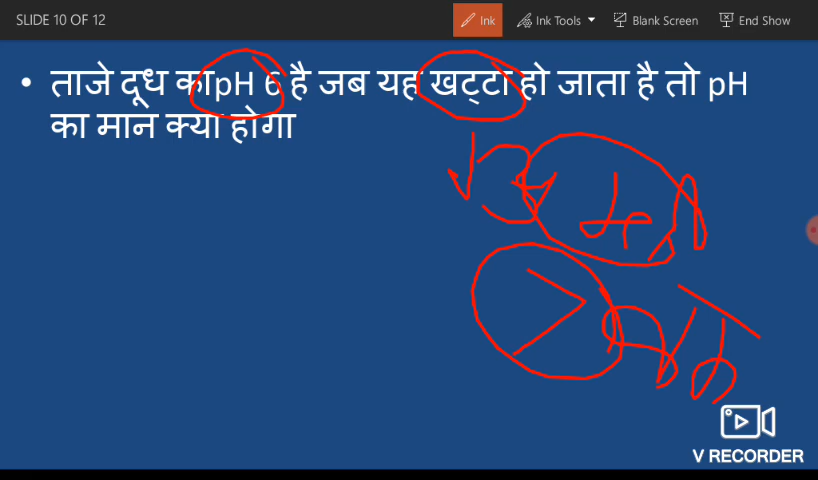 SLIDE 10 OF 12 Ink Ink Tools Blank Screen End Show
• ताजे दूध काpH 6 है जब यह खट्टा हो जाता है तो pH
का मान क्या होगा
V RECORDER